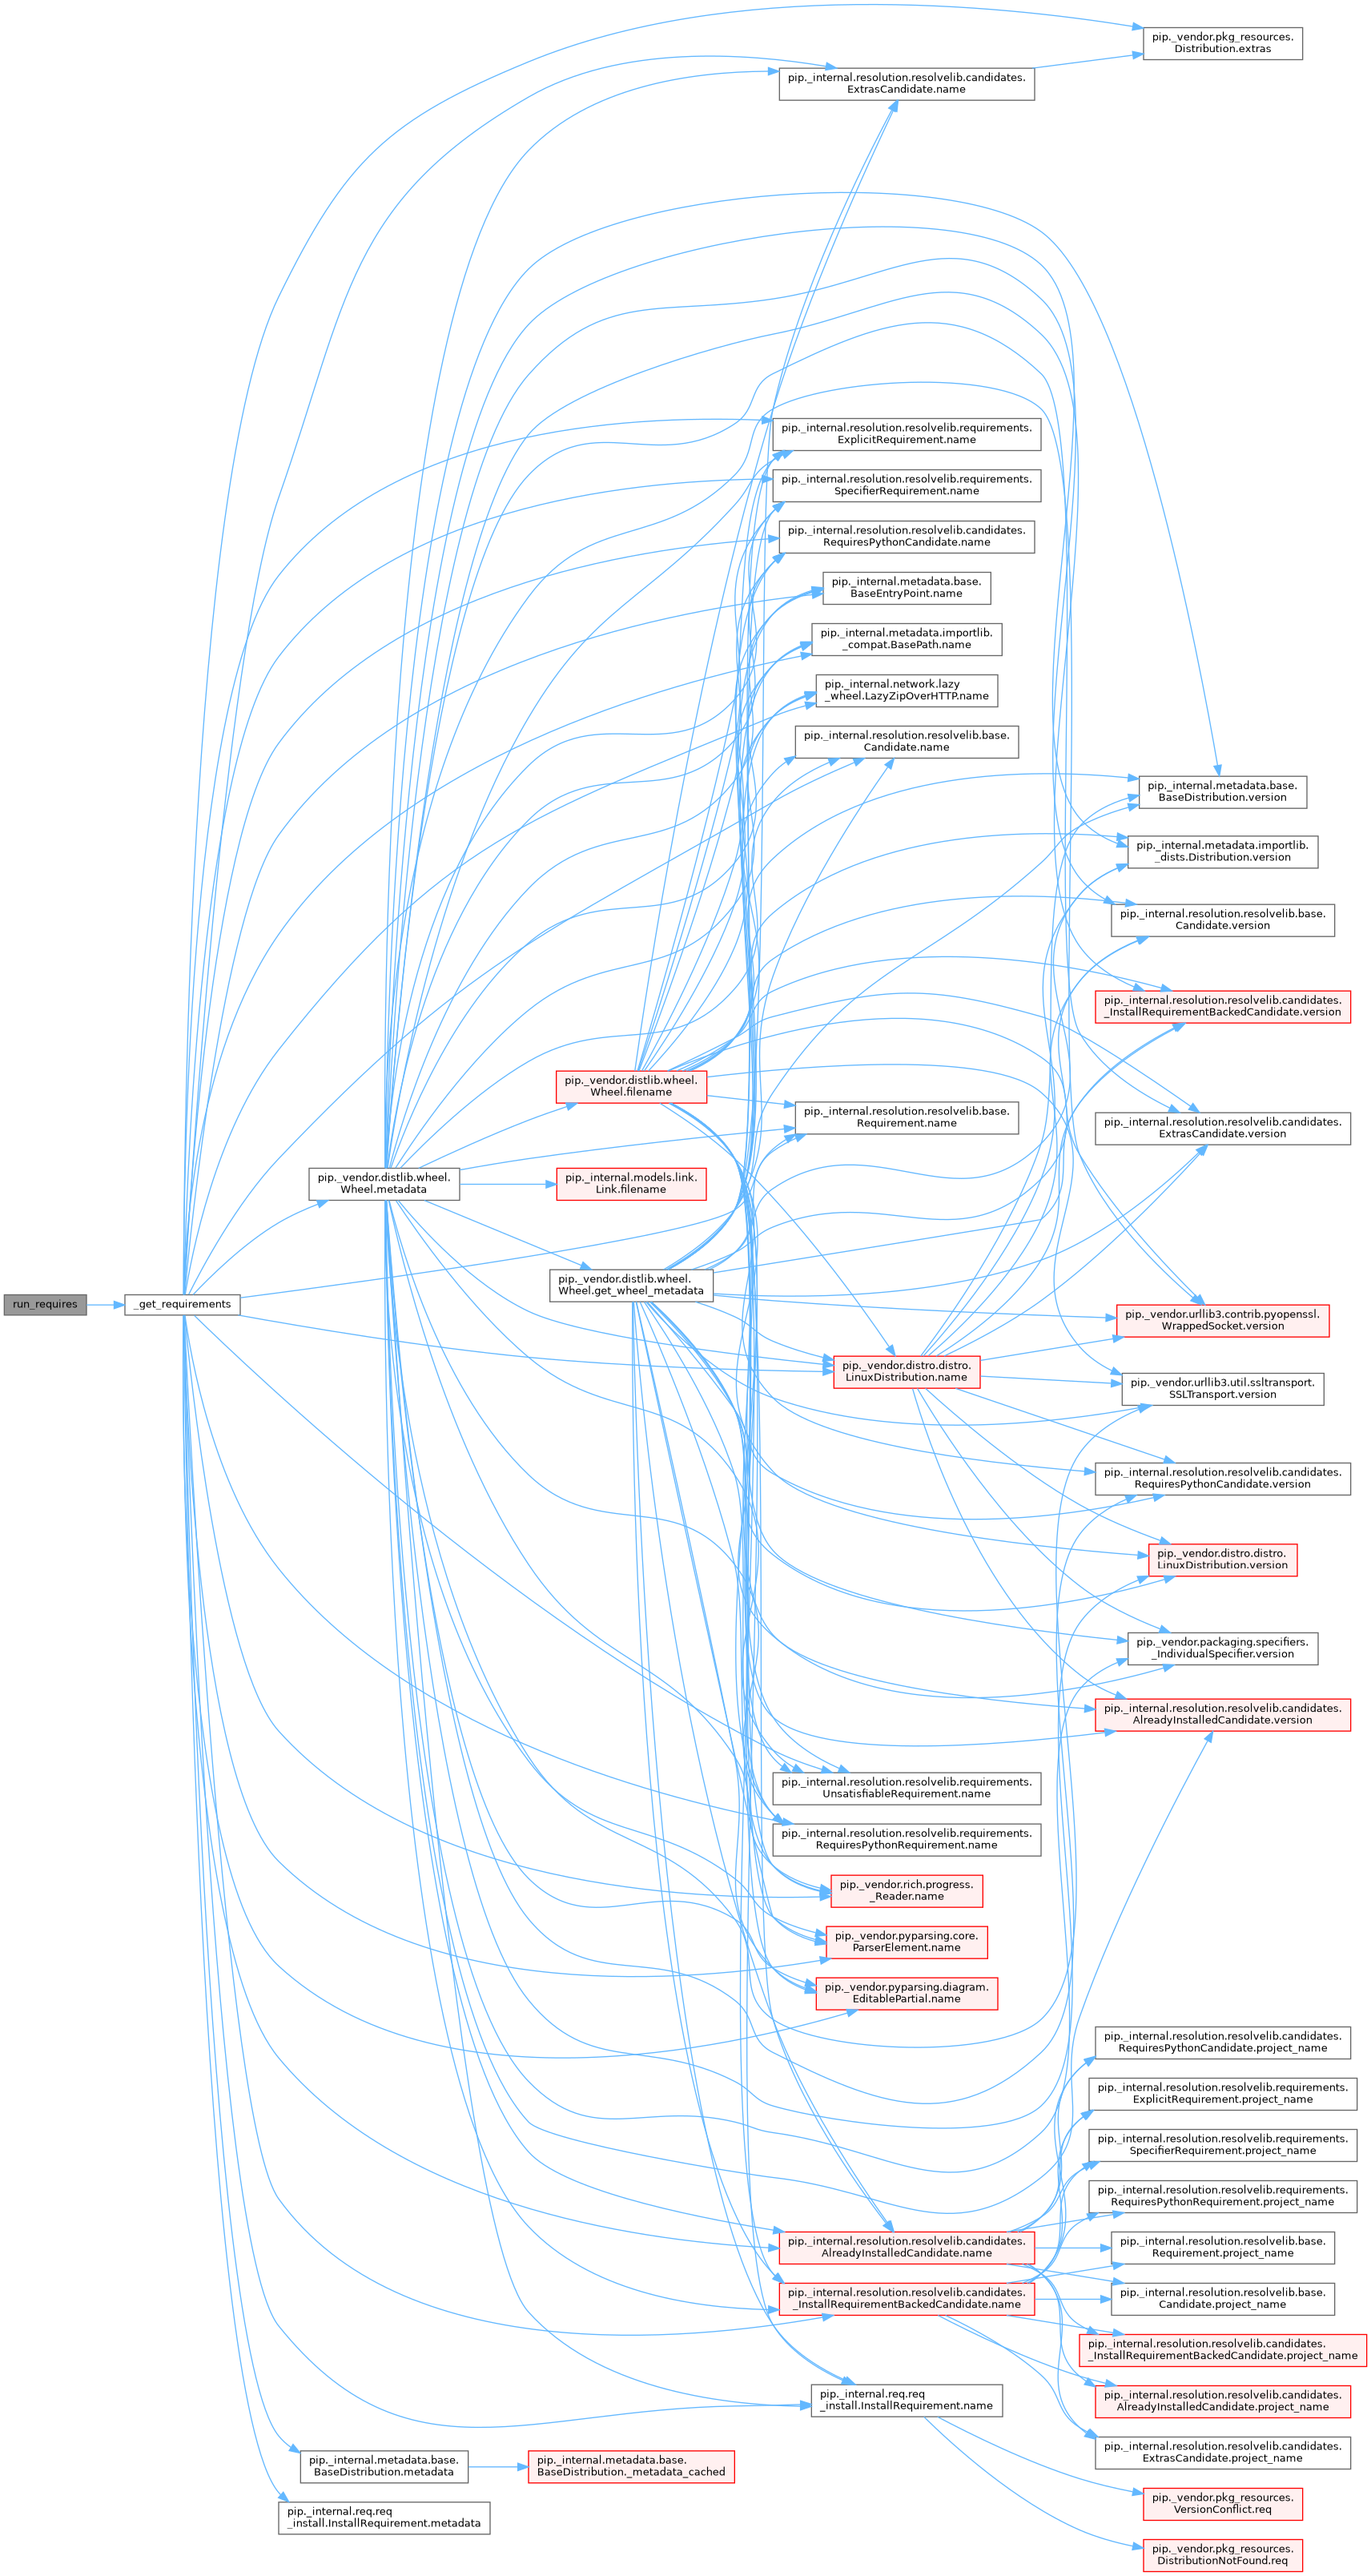 pip._vendor.pkg_resources.
Distribution.extras
pip._internal.resolution.resolvelib.candidates.
ExtrasCandidate.name
pip._internal.resolution.resolvelib.requirements.
ExplicitRequirement.name
pip._internal.resolution.resolvelib.requirements.
SpecifierRequirement.name
pip._internal.resolution.resolvelib.candidates.
RequiresPythonCandidate.name
pip._internal.metadata.base.
BaseEntryPoint.name
pip._internal.metadata.importlib.
_compat.BasePath.name
pip._internal.network.lazy
_wheel.LazyZipOverHTTP.name
pip._internal.resolution.resolvelib.base.
Candidate.name
pip._internal.metadata.base.
BaseDistribution.version
pip._internal.metadata.importlib.
_dists.Distribution.version
pip._internal.resolution.resolvelib.base.
Candidate.version
pip._internal.resolution.resolvelib.candidates.
_InstallRequirementBackedCandidate.version
pip._vendor.distlib.wheel.
Wheel.filename
pip._internal.resolution.resolvelib.base.
Requirement.name
pip._internal.resolution.resolvelib.candidates.
ExtrasCandidate.version
pip._vendor.distlib.wheel.
Wheel.metadata
pip._internal.models.link.
Link.filename
pip._vendor.distlib.wheel.
Wheel.get_wheel_metadata
run_requires
_get_requirements
pip._vendor.urllib3.contrib.pyopenssl.
WrappedSocket.version
pip._vendor.distro.distro.
LinuxDistribution.name
pip._vendor.urllib3.util.ssltransport.
SSLTransport.version
pip._internal.resolution.resolvelib.candidates.
RequiresPythonCandidate.version
pip._vendor.distro.distro.
LinuxDistribution.version
pip._vendor.packaging.specifiers.
_IndividualSpecifier.version
pip._internal.resolution.resolvelib.candidates.
AlreadyInstalledCandidate.version
pip._internal.resolution.resolvelib.requirements.
UnsatisfiableRequirement.name
pip._internal.resolution.resolvelib.requirements.
RequiresPythonRequirement.name
pip._vendor.rich.progress.
_Reader.name
pip._vendor.pyparsing.core.
ParserElement.name
pip._vendor.pyparsing.diagram.
EditablePartial.name
pip._internal.resolution.resolvelib.candidates.
RequiresPythonCandidate.project_name
pip._internal.resolution.resolvelib.requirements.
ExplicitRequirement.project_name
pip._internal.resolution.resolvelib.requirements.
SpecifierRequirement.project_name
pip._internal.resolution.resolvelib.requirements.
RequiresPythonRequirement.project_name
pip._internal.resolution.resolvelib.candidates.
AlreadyInstalledCandidate.name
pip._internal.resolution.resolvelib.base.
Requirement.project_name
pip._internal.resolution.resolvelib.candidates.
_InstallRequirementBackedCandidate.name
pip._internal.resolution.resolvelib.base.
Candidate.project_name
pip._internal.resolution.resolvelib.candidates.
_InstallRequirementBackedCandidate.project_name
pip._internal.req.req
_install.InstallRequirement.name
pip._internal.resolution.resolvelib.candidates.
AlreadyInstalledCandidate.project_name
pip._internal.resolution.resolvelib.candidates.
ExtrasCandidate.project_name
pip._internal.metadata.base.
BaseDistribution.metadata
pip._internal.metadata.base.
BaseDistribution._metadata_cached
pip._vendor.pkg_resources.
VersionConflict.req
pip._internal.req.req
_install.InstallRequirement.metadata
pip._vendor.pkg_resources.
DistributionNotFound.req